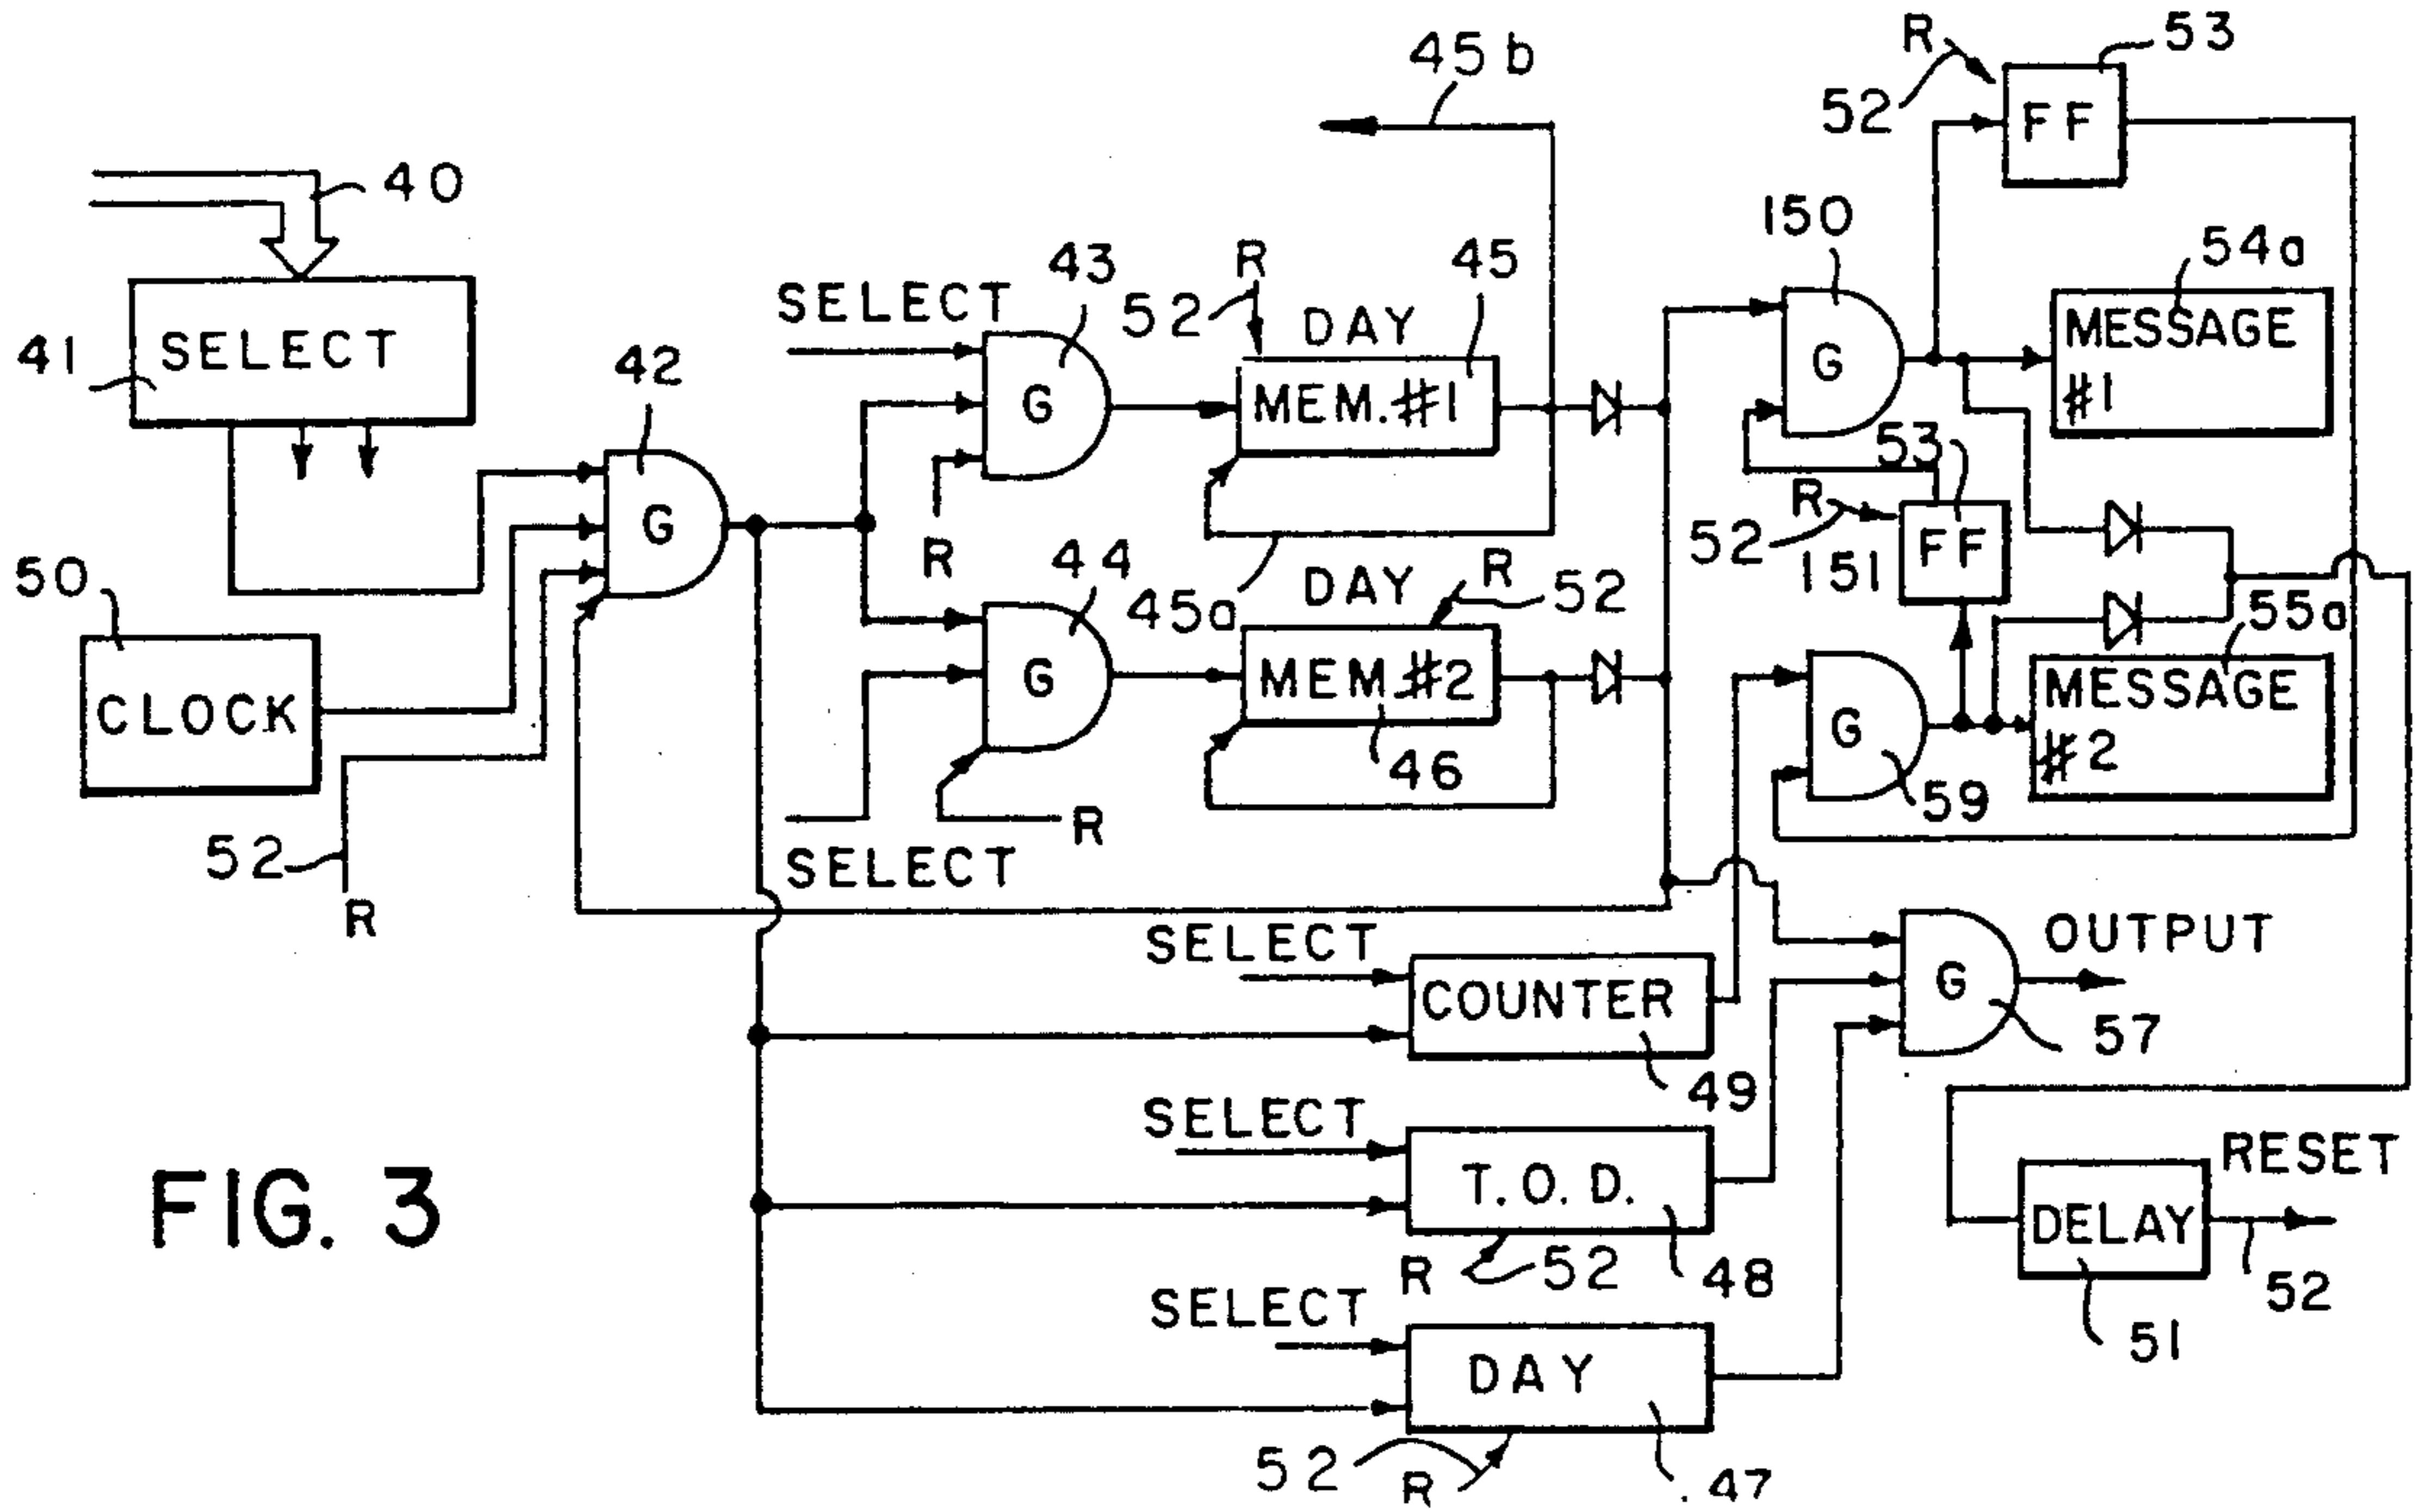 45b
R
53
52
FF
40
SELECT
41
50
CLOCK
52
R
42
G
SELECT
43
G
R
R
52
DAY
45
MEM. #1
45a
44
G
SELECT
R
DAY
R
52
MEM. #2
46
150
G
54a
MESSAGE
#1
53
R
52
151
FF
55a
MESSAGE
#2
G
59
SELECT
COUNTER
49
SELECT
T.O.D.
R
52
48
SELECT
DAY
52
R
47
G
OUTPUT
57
RESET
DELAY
52
51
FIG. 3